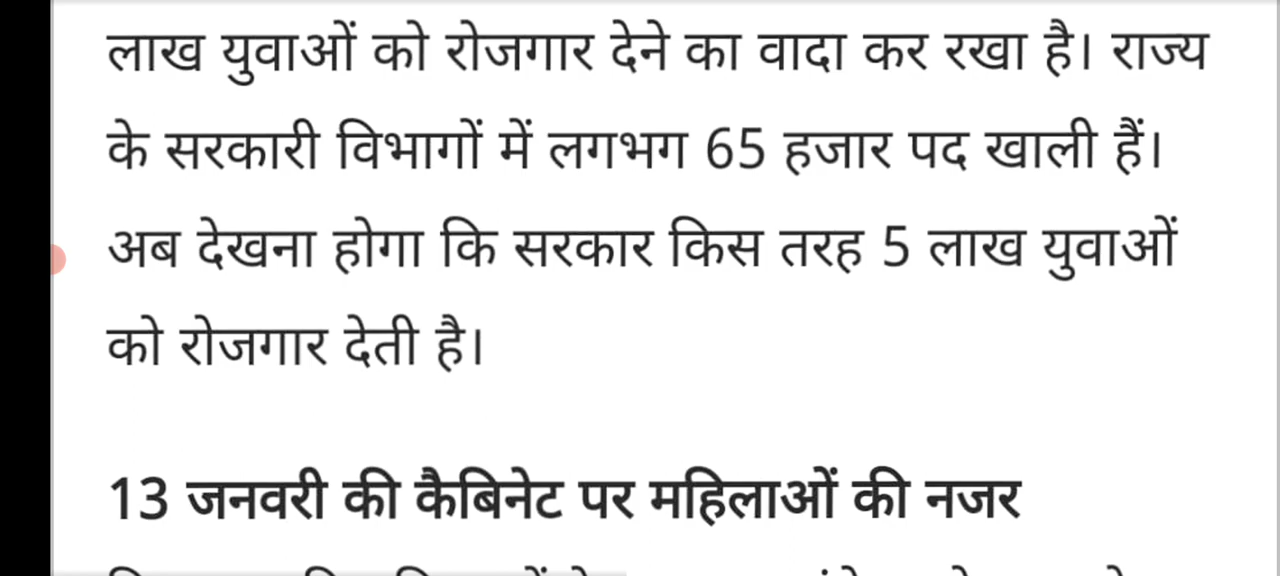 लाख युवाओं को रोजगार देने का वादा कर रखा है। राज्य
के सरकारी विभागों में लगभग 65 हजार पद खाली हैं।
अब देखना होगा कि सरकार किस तरह 5 लाख युवाओं
को रोजगार देती है।
13 जनवरी की कैबिनेट पर महिलाओं की नजर